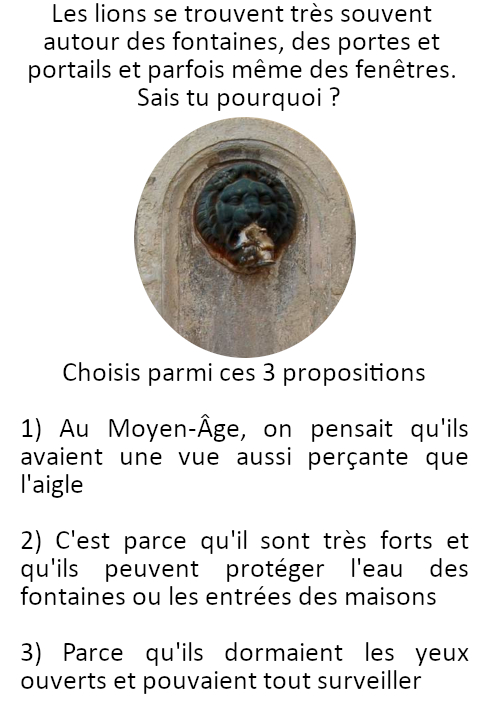 Les lions se trouvent très souvent
autour des fontaines, des portes et
portails et parfois même des fenêtres.
Sais tu pourquoi ?
Choisis parmi ces 3 propositions
1) Au Moyen-Âge, on pensait qu'ils
avaient une vue aussi perçante que
l'aigle
2) C'est parce qu'il sont très forts et
qu'ils peuvent protéger l'eau des
fontaines ou les entrées des maisons
3) Parce qu'ils dormaient les yeux
ouverts et pouvaient tout surveiller